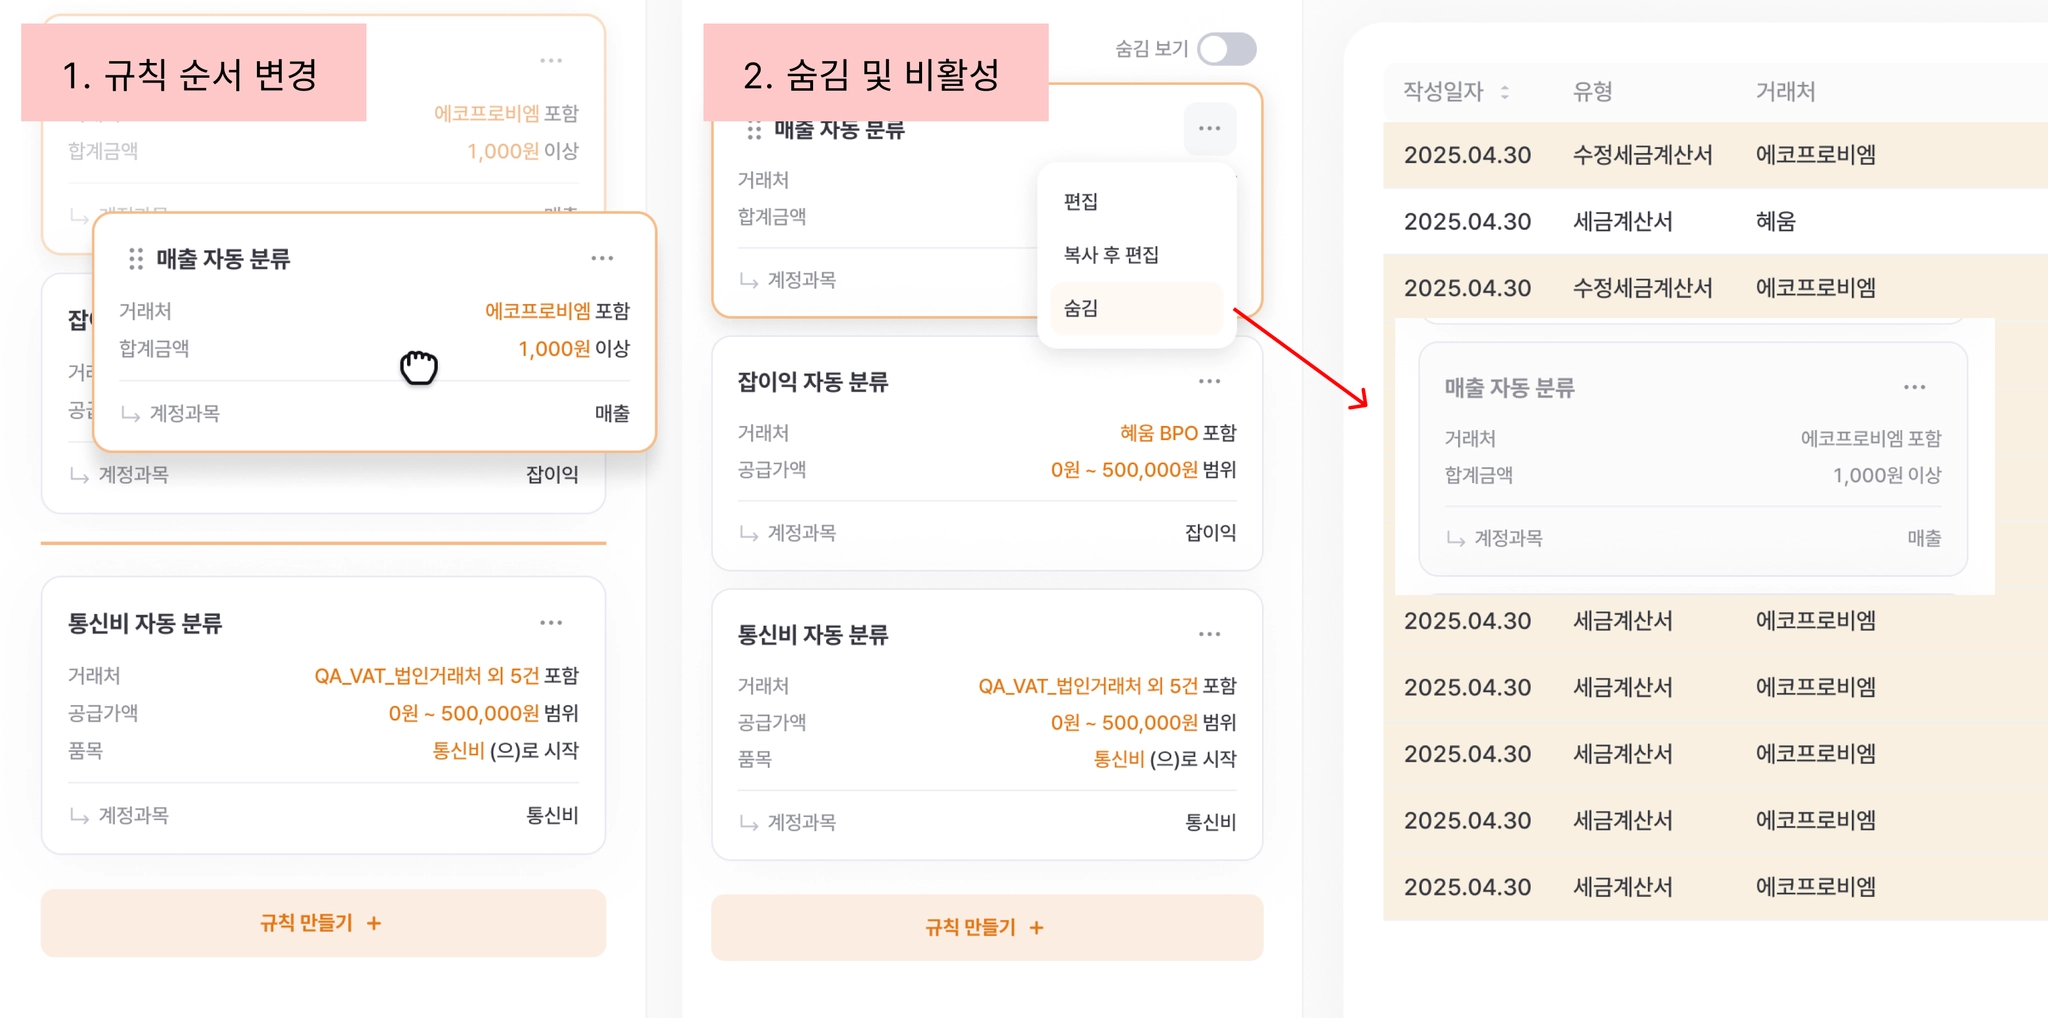 1. 규칙 순서 변경
에코프로비엠 포함
합계금액
1,000원 이상
매출 자동 분류
거래처
에코프로비엠 포함
합계금액
1,000원 이상
계정과목
매출
계정과목
잡이익
통신비 자동 분류
거래처
QA_VAT_법인거래처 외 5건 포함
공급가액
0원 ~ 500,000원 범위
품목
통신비 (으)로 시작
계정과목
통신비
규칙 만들기 +
2. 숨김 및 비활성
숨김 보기
매출 자동 분류
거래처
합계금액
계정과목
편집
복사 후 편집
숨김
잡이익 자동 분류
거래처
혜움 BPO 포함
공급가액
0원 ~ 500,000원 범위
계정과목
잡이익
통신비 자동 분류
거래처
QA_VAT_법인거래처 외 5건 포함
공급가액
0원 ~ 500,000원 범위
품목
통신비 (으)로 시작
계정과목
통신비
규칙 만들기 +
작성일자 유형 거래처
2025.04.30 수정세금계산서 에코프로비엠
2025.04.30 세금계산서 혜움
2025.04.30 수정세금계산서 에코프로비엠
매출 자동 분류
거래처
에코프로비엠 포함
합계금액
1,000원 이상
계정과목
매출
2025.04.30 세금계산서 에코프로비엠
2025.04.30 세금계산서 에코프로비엠
2025.04.30 세금계산서 에코프로비엠
2025.04.30 세금계산서 에코프로비엠
2025.04.30 세금계산서 에코프로비엠